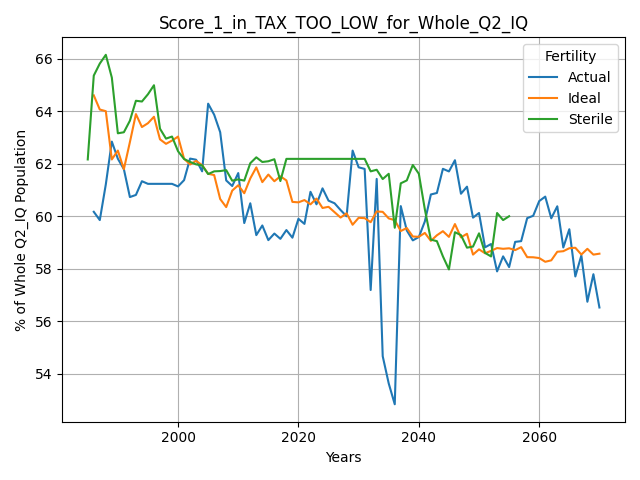 Score_1_in_TAX_TOO_LOW_for_Whole_Q2_IQ
% of Whole Q2_IQ Population
66
64
62
60
58
56
54
Fertility
Actual
Ideal
Sterile
2000 2020 2040 2060
Years